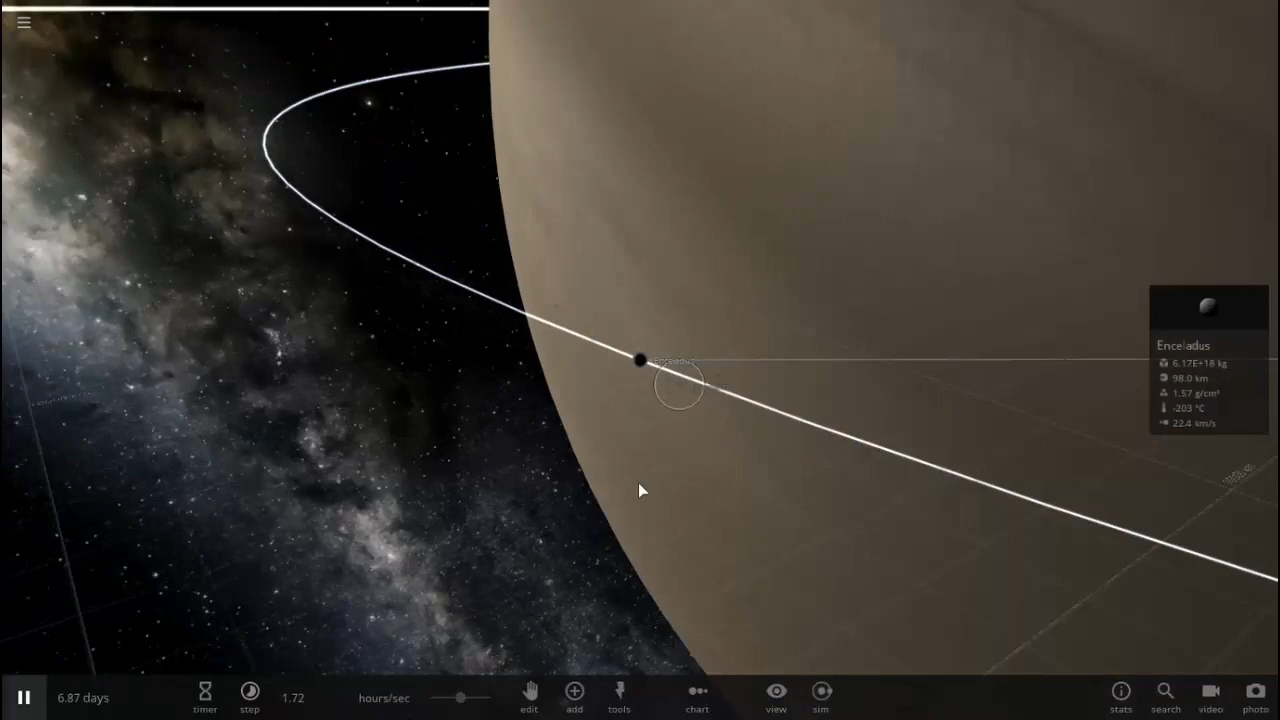 Enceladus
Enceladus
6.17E+18 kg
98.0 km
1.57 g/cm³
-203 °C
22.4 km/s
6.87 days
timer
step
1.72
hours/sec
edit
add
tools
chart
view
sim
stats
search
video
photo